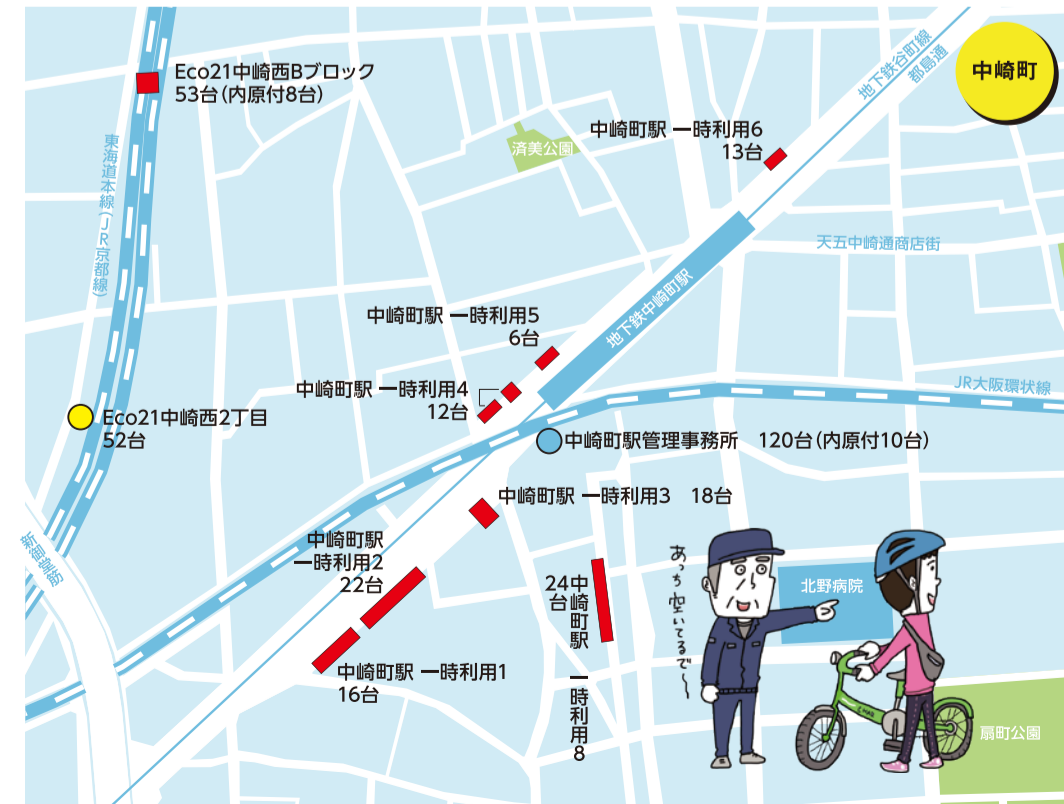 中崎町
地下鉄谷町線
都島通
Eco21中崎西Bブロック
53台(内原付8台)
中崎町駅 一時利用6
13台
済美公園
東海道本線(JR京都線)
天五中崎通商店街
地下鉄中崎町駅
中崎町駅 一時利用5
6台
中崎町駅 一時利用4
12台
JR大阪環状線
Eco21中崎西2丁目
52台
中崎町駅管理事務所 120台(内原付10台)
中崎町駅 一時利用3 18台
新御堂筋
中崎町駅
一時利用2
22台
中崎町駅 一時利用8
24台
あっち空いてるで〜
北野病院
中崎町駅 一時利用1
16台
扇町公園